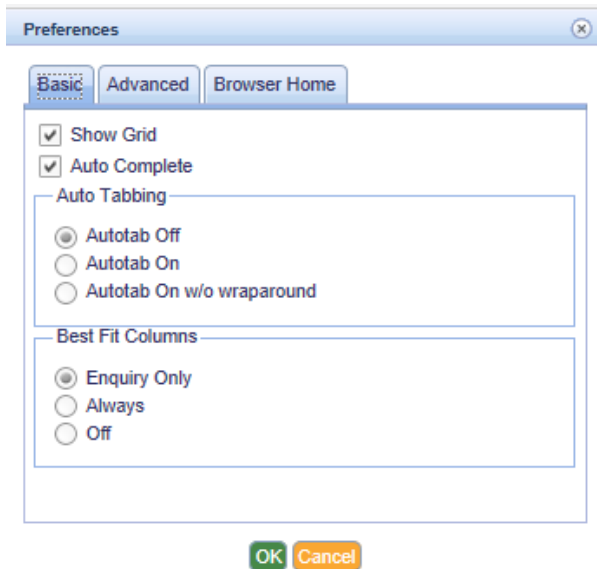 Preferences
Basic Advanced Browser Home
Show Grid
Auto Complete
Auto Tabbing
Autotab Off
Autotab On
Autotab On w/o wraparound
Best Fit Columns
Enquiry Only
Always
Off
OK Cancel